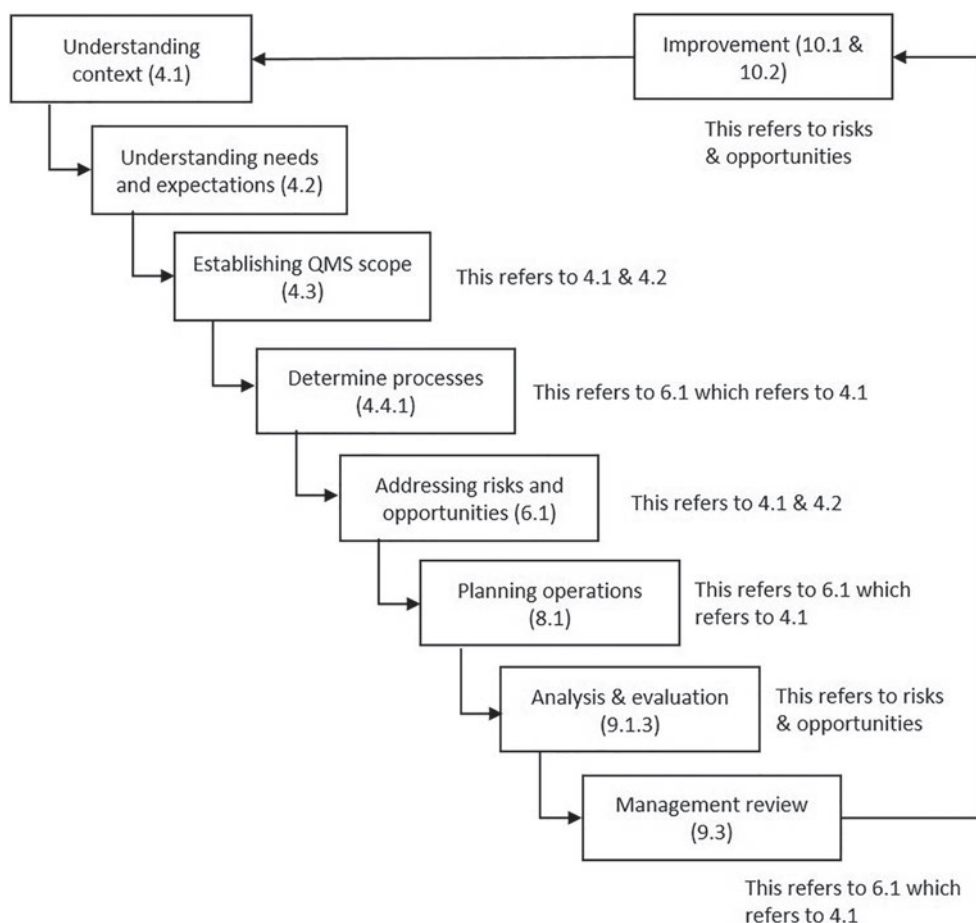 Understanding
context (4.1)
Improvement (10.1 &
10.2)
This refers to risks
& opportunities
Understanding needs
and expectations (4.2)
Establishing QMS scope
(4.3)
This refers to 4.1 & 4.2
Determine processes
(4.4.1)
This refers to 6.1 which refers to 4.1
Addressing risks and
opportunities (6.1)
This refers to 4.1 & 4.2
Planning operations
(8.1)
This refers to 6.1 which
refers to 4.1
Analysis & evaluation
(9.1.3)
This refers to risks
& opportunities
Management review
(9.3)
This refers to 6.1 which
refers to 4.1